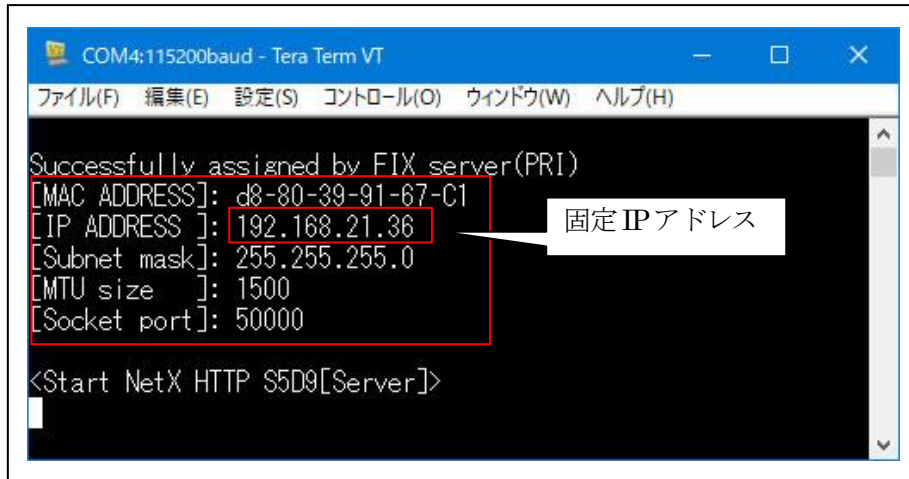 COM4:115200baud - Tera Term VT
ファイル(F) 編集(E) 設定(S) コントロール(O) ウィンドウ(W) ヘルプ(H)
Successfully assigned by FIX server(PRI)
[MAC ADDRESS]: d8-80-39-91-67-C1
[IP ADDRESS ]: 192.168.21.36
固定IPアドレス
[Subnet mask]: 255.255.255.0
[MTU size   ]: 1500
[Socket port]: 50000
<Start NetX HTTP S5D9[Server]>